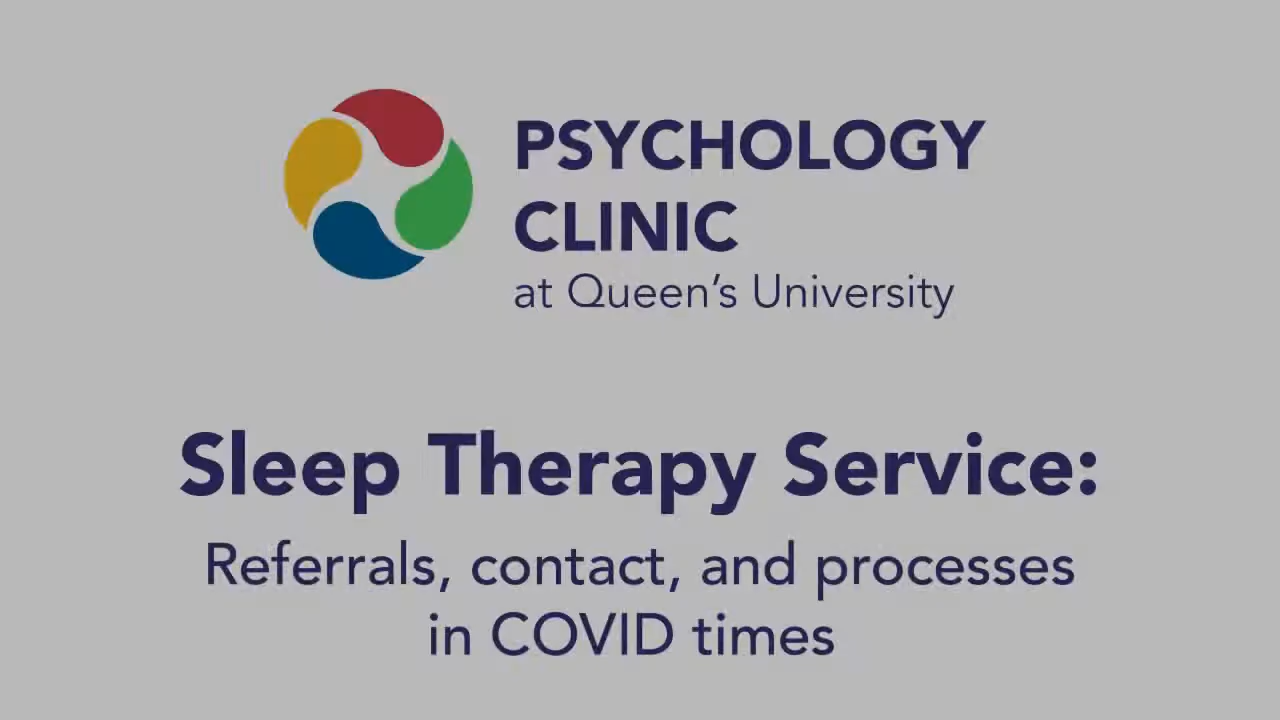 PSYCHOLOGY
CLINIC
at Queen’s University
Sleep Therapy Service:
Referrals, contact, and processes
in COVID times